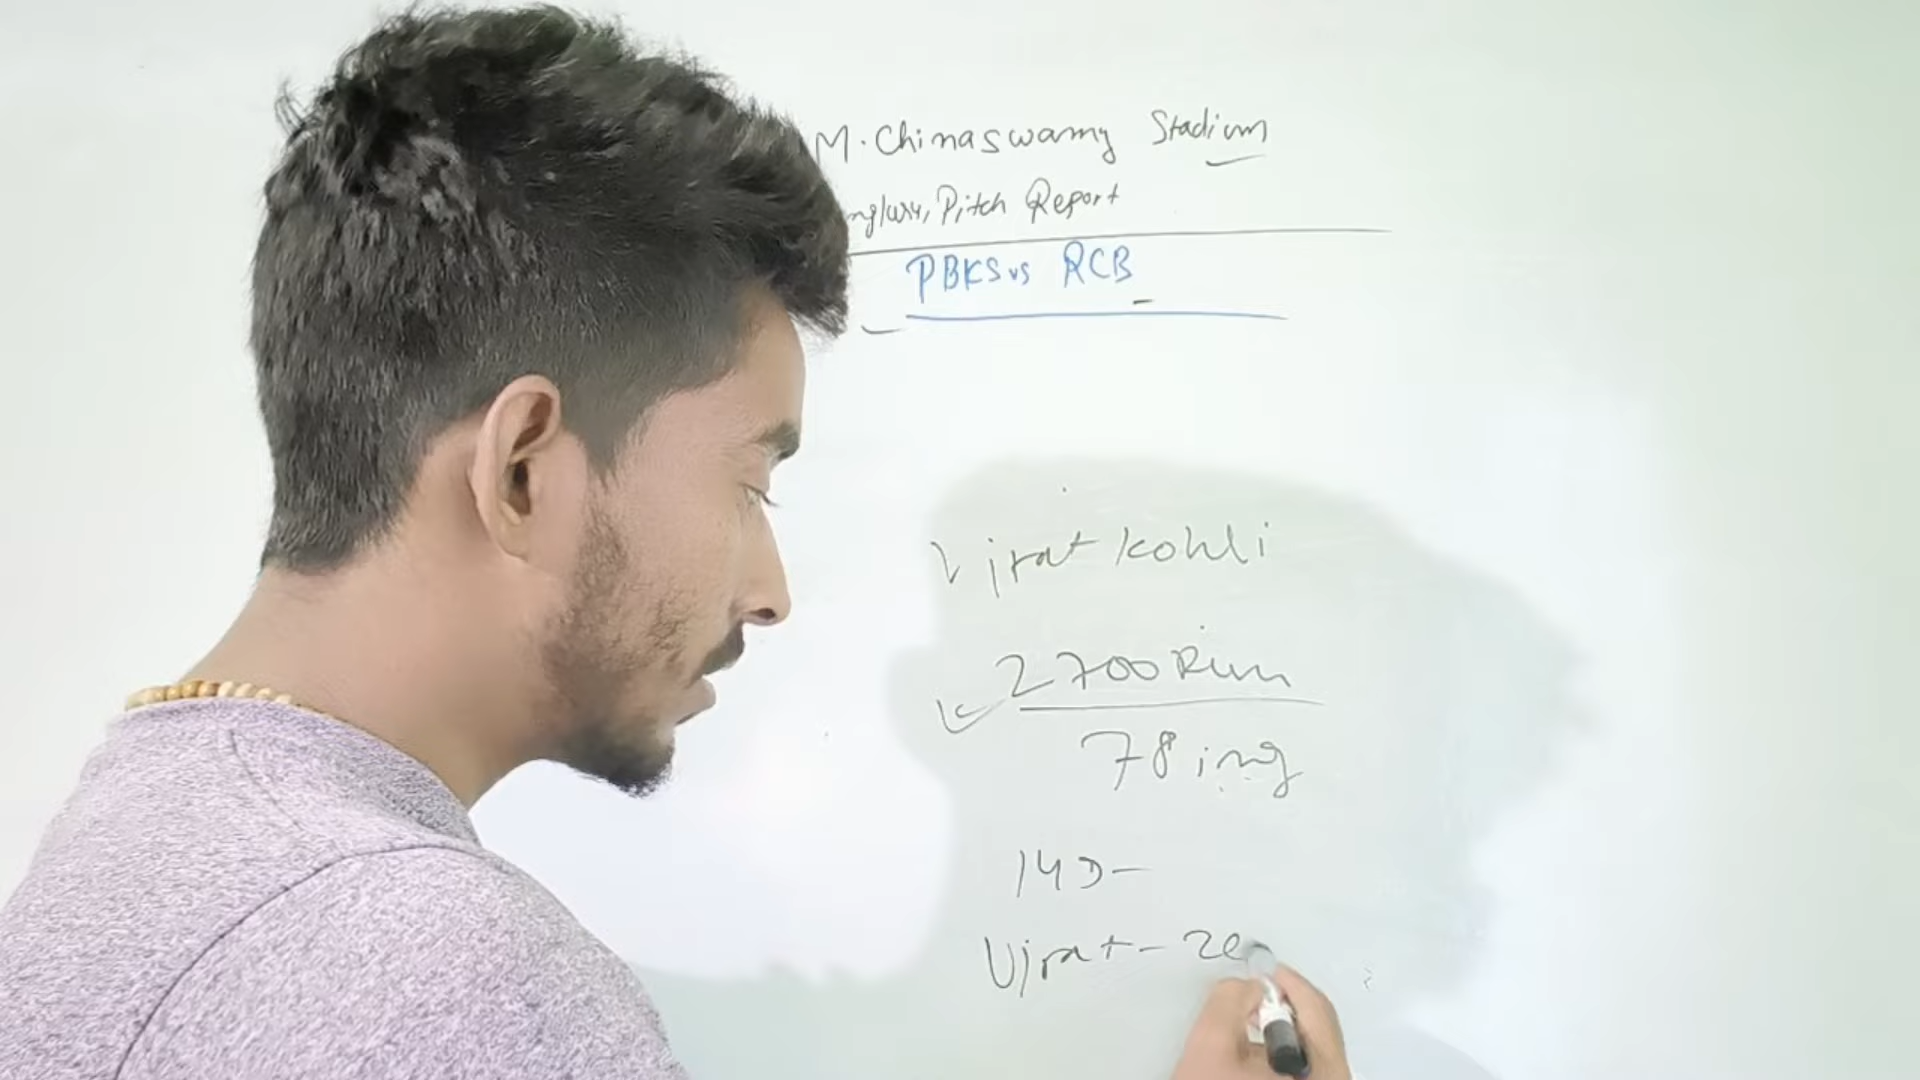 M. Chinaswamy Stadium
Pitch Report
PBKS vs RCB
Virat Kohli
2700 Run
78 ing
Virat -